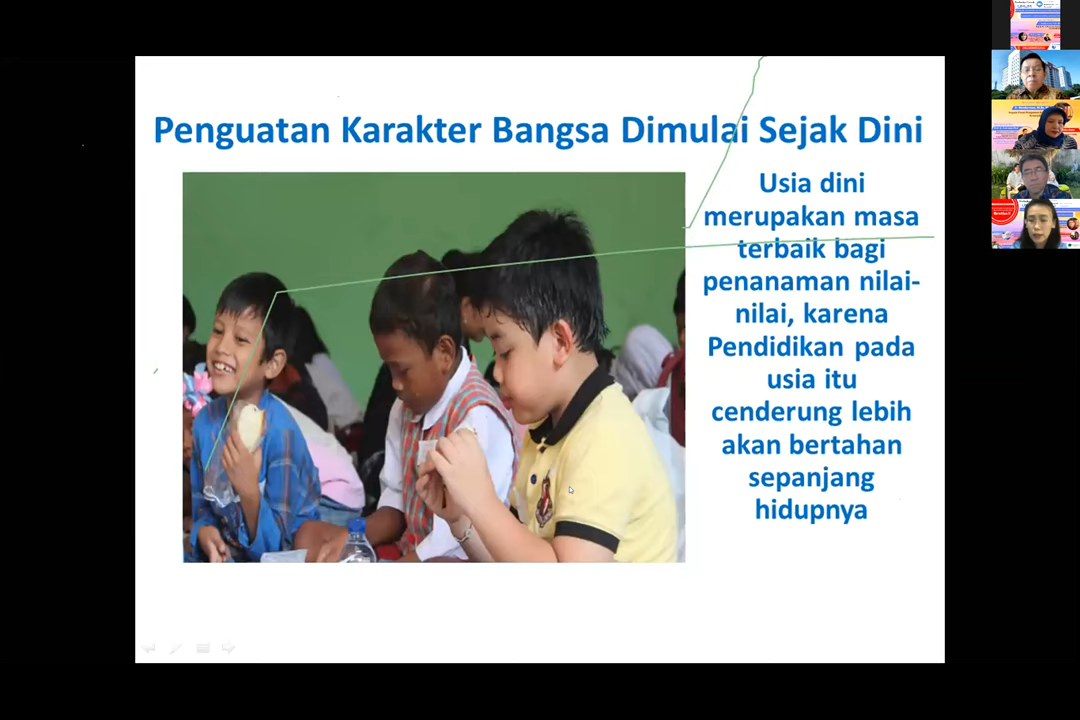 Penguatan Karakter Bangsa Dimulai Sejak Dini
Usia dini
merupakan masa
terbaik bagi
penanaman nilai-
nilai, karena
Pendidikan pada
usia itu
cenderung lebih
akan bertahan
sepanjang
hidupnya